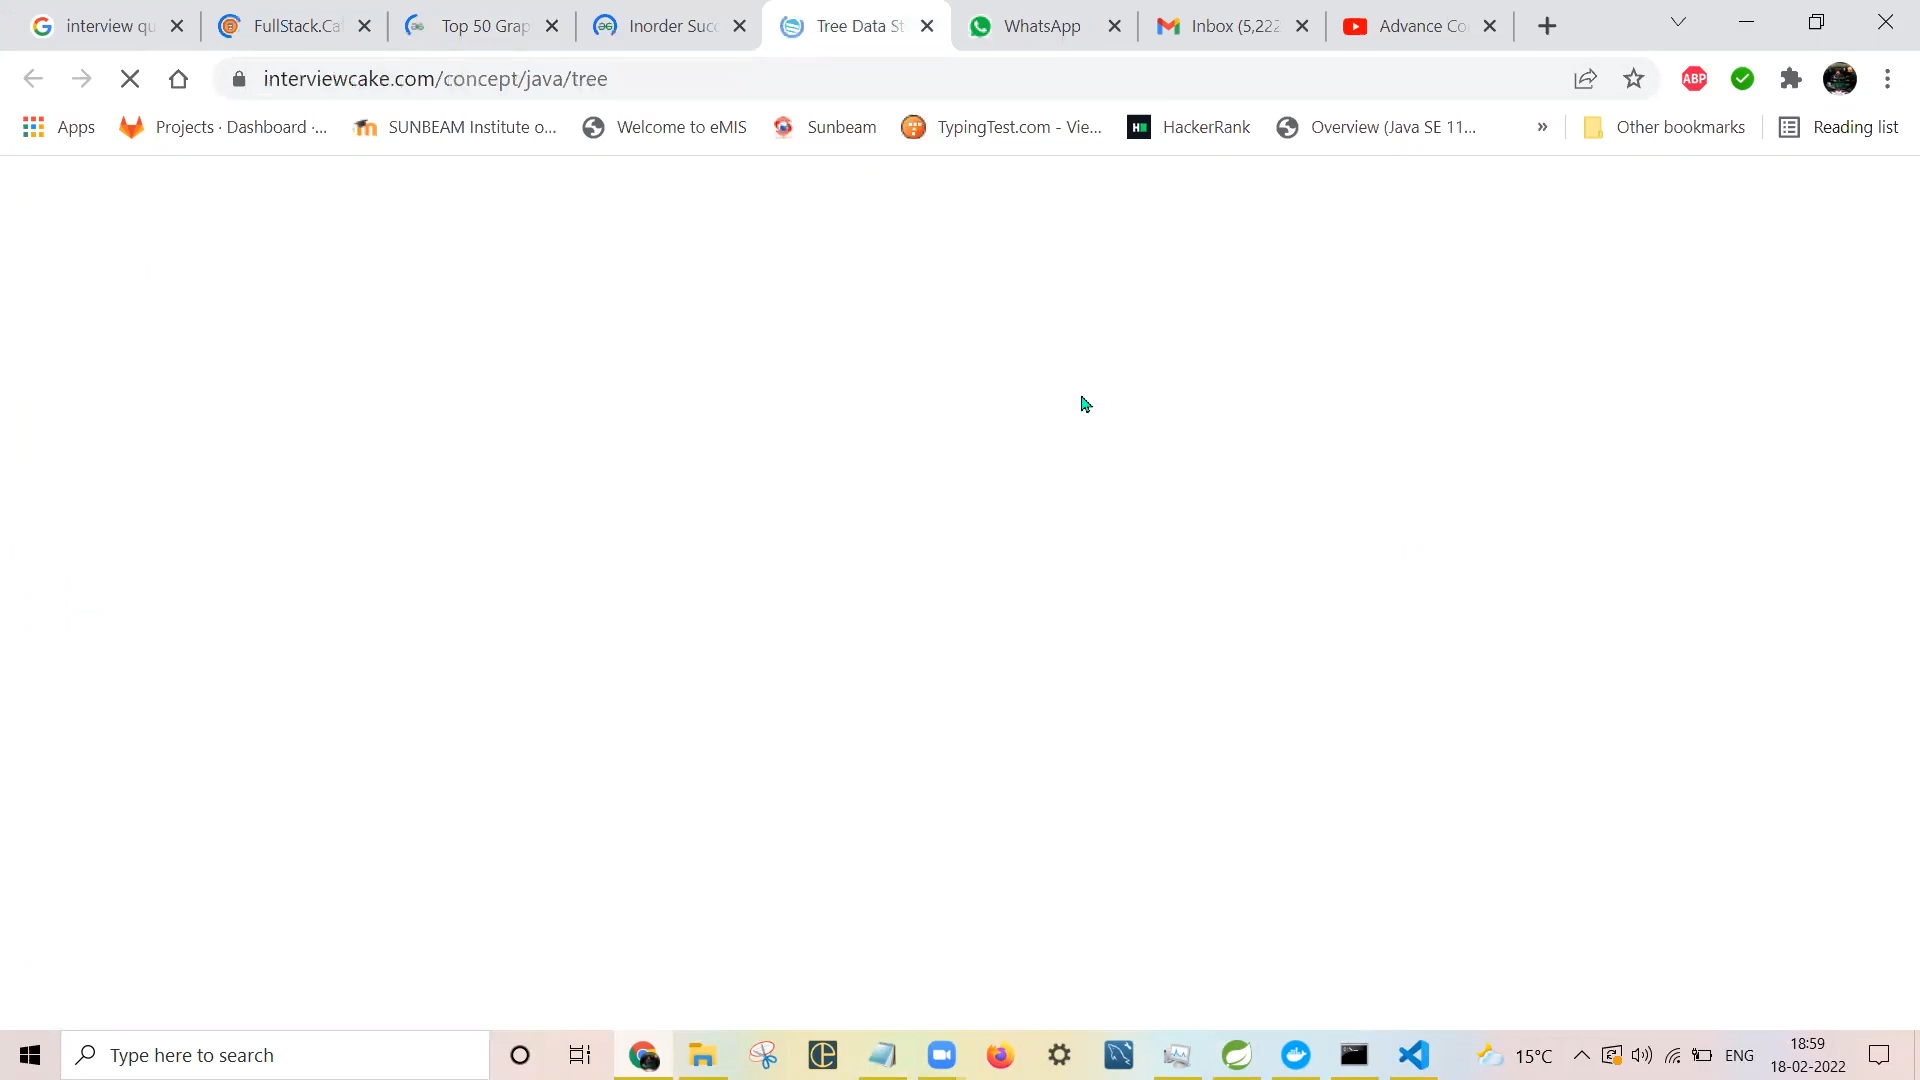 interview qu
FullStack.Ca
Top 50 Grap
Inorder Succ
Tree Data St
WhatsApp
Inbox (5,222
Advance Co
interviewcake.com/concept/java/tree
ABP
Apps
Projects · Dashboard ·...
SUNBEAM Institute o...
Welcome to eMIS
Sunbeam
TypingTest.com - Vie...
HackerRank
Overview (Java SE 11...
»
Other bookmarks
Reading list
Type here to search
15°C
ENG
18:59
18-02-2022